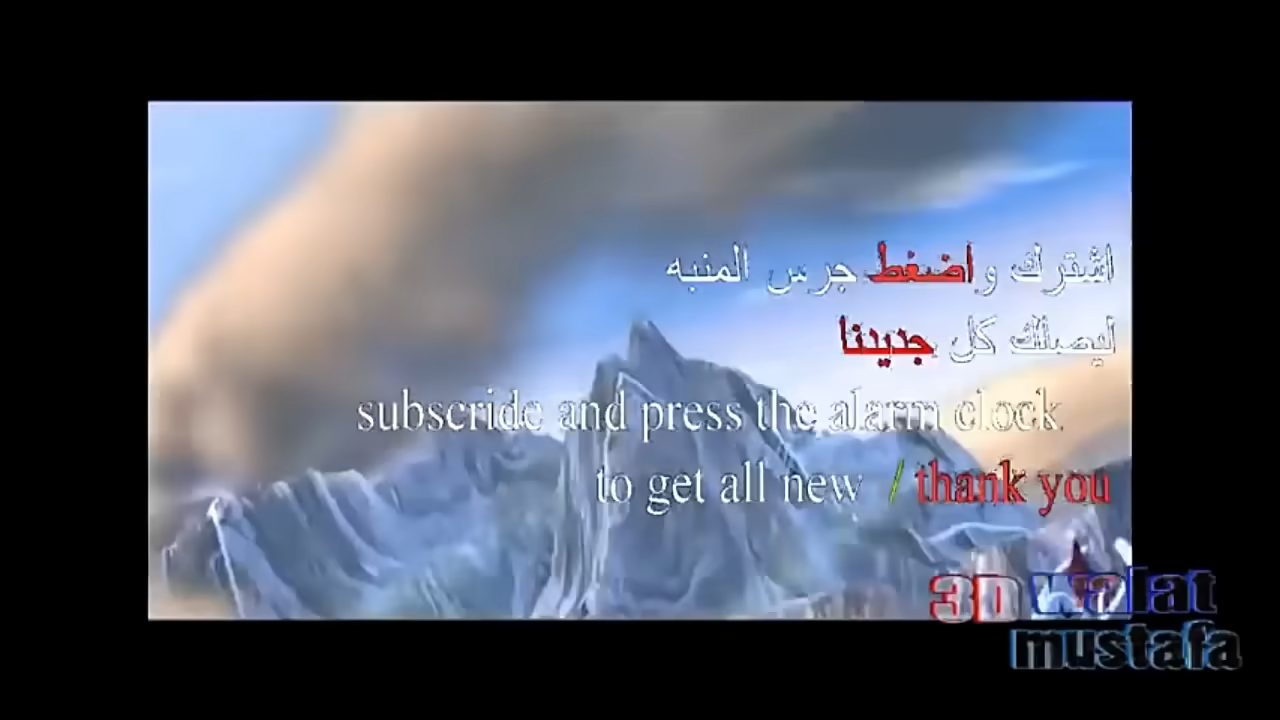 اشترك واضغط جرس المنبه
ليصلك كل جديدنا
subscride and press the alarm clock
to get all new / thank you
3D walat
mustafa